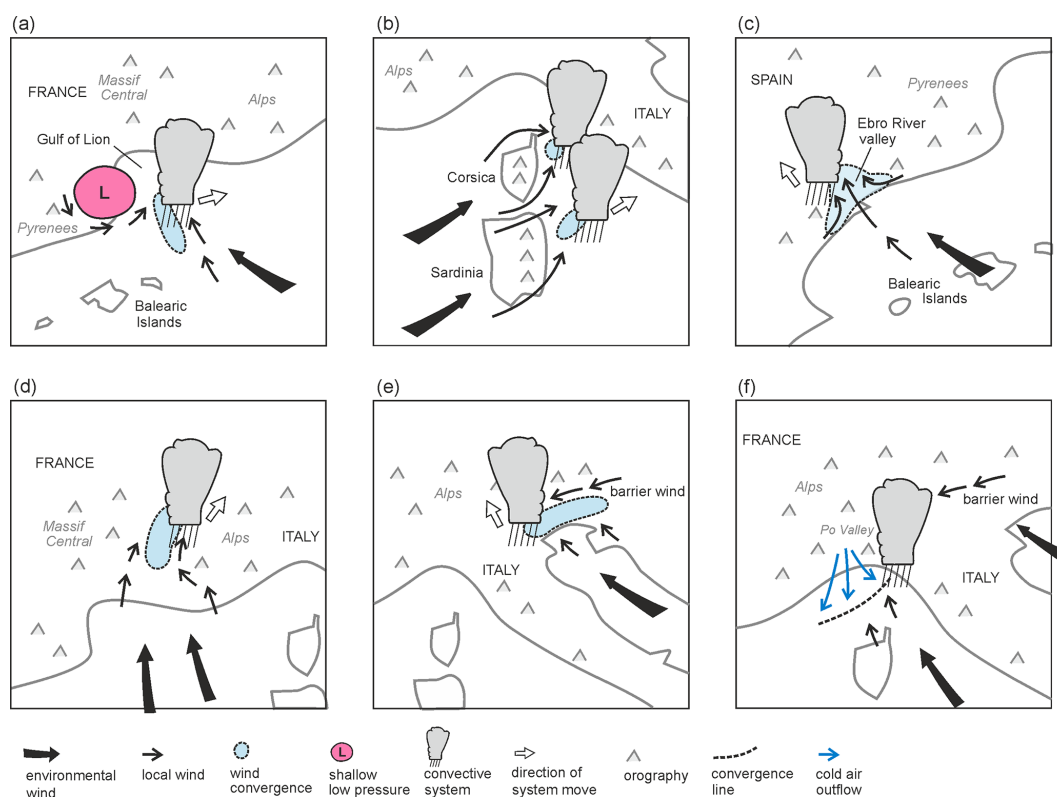 (a)
FRANCE
Massif
Central
Alps
Gulf of Lion
L
Pyrenees
Balearic
Islands
(b)
Alps
ITALY
Corsica
Sardinia
(c)
SPAIN
Pyrenees
Ebro River
valley
Balearic
Islands
(d)
FRANCE
Massif
Central
Alps
ITALY
(e)
Alps
barrier wind
ITALY
(f)
FRANCE
Alps
barrier wind
Po Valley
ITALY
environmental
wind
local wind
wind
convergence
L
shallow
low pressure
convective
system
direction of
system move
orography
convergence
line
cold air
outflow